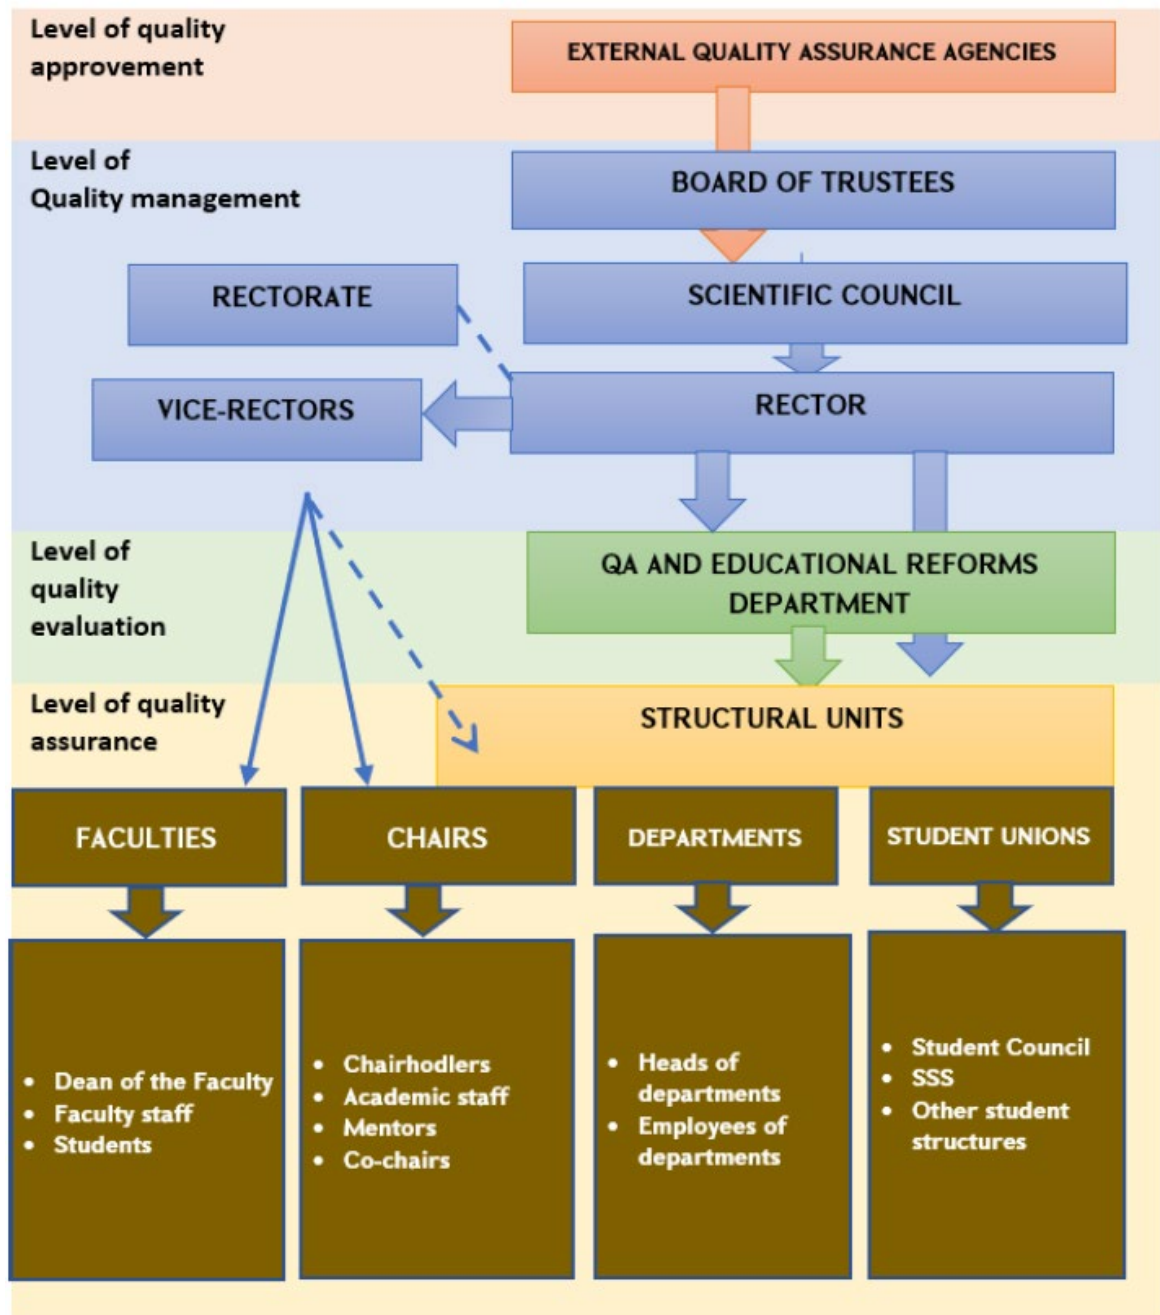 Level of quality
approvement
EXTERNAL QUALITY ASSURANCE AGENCIES
Level of
Quality management
BOARD OF TRUSTEES
RECTORATE
SCIENTIFIC COUNCIL
VICE-RECTORS
RECTOR
Level of
quality
evaluation
QA AND EDUCATIONAL REFORMS
DEPARTMENT
Level of quality
assurance
STRUCTURAL UNITS
FACULTIES
CHAIRS
DEPARTMENTS
STUDENT UNIONS
• Dean of the Faculty
• Faculty staff
• Students
• Chairhodlers
• Academic staff
• Mentors
• Co-chairs
• Heads of
departments
• Employees of
departments
• Student Council
• SSS
• Other student
structures